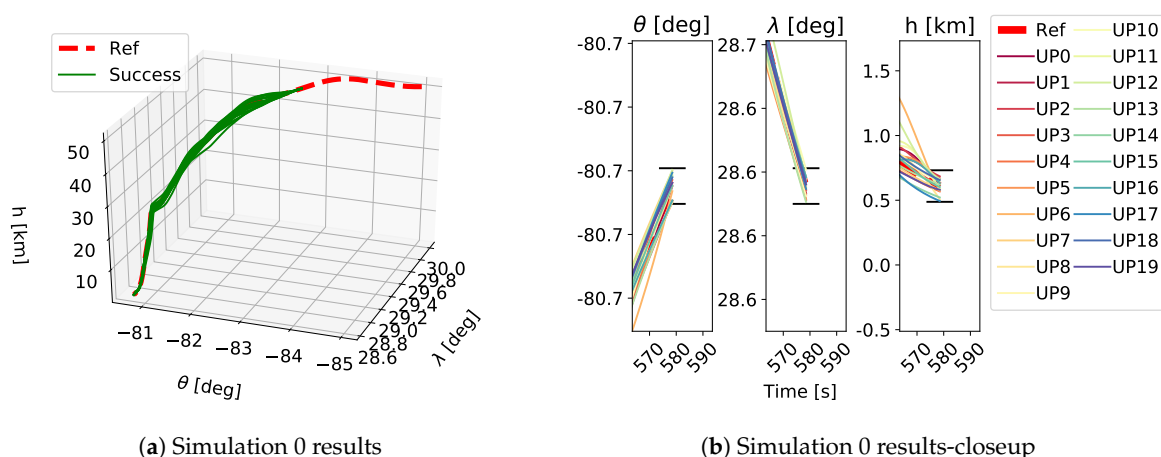 Ref
Success
h [km]
50
40
30
20
10
−81
−82
−83
−84
−85
θ [deg]
30.0
29.8
29.6
29.4
29.2
29.0
28.8
28.6
λ [deg]
(a) Simulation 0 results
θ [deg]
-80.7
-80.7
-80.7
-80.7
-80.7
570
580
590
λ [deg]
28.7
28.6
28.6
28.6
28.6
570
580
590
h [km]
1.5
1.0
0.5
0.0
-0.5
570
580
590
Time [s]
Ref
UP0
UP1
UP2
UP3
UP4
UP5
UP6
UP7
UP8
UP9
UP10
UP11
UP12
UP13
UP14
UP15
UP16
UP17
UP18
UP19
(b) Simulation 0 results-closeup